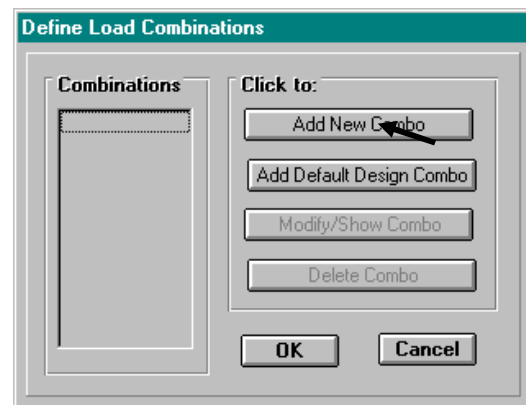 Define Load Combinations
Combinations
Click to:
Add New Combo
Add Default Design Combo
Modify/Show Combo
Delete Combo
OK
Cancel